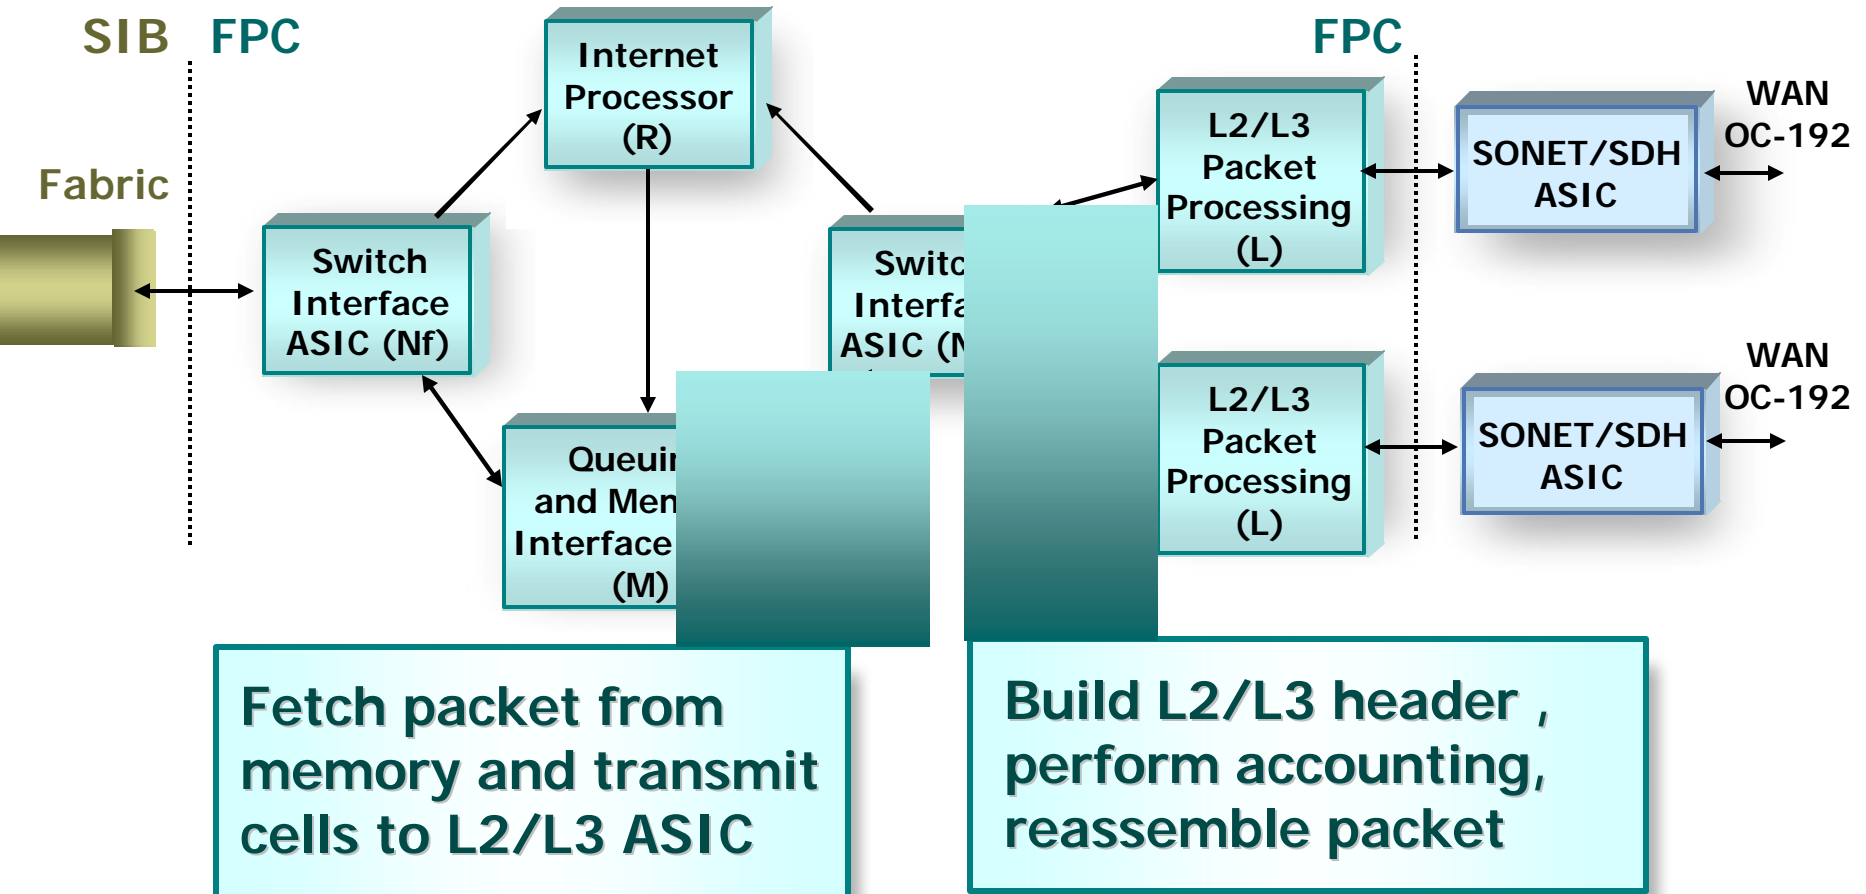 SIB FPC
FPC
Internet
Processor
(R)
WAN
OC-192
L2/L3
Packet
Processing
(L)
SONET/SDH
ASIC
Fabric
Switch
Interface
ASIC (Nf)
ASIC
WAN
OC-192
L2/L3
Packet
Processing
(L)
SONET/SDH
ASIC
and
Interface
(M)
Fetch packet from
memory and transmit
cells to L2/L3 ASIC
Build L2/L3 header ,
perform accounting,
reassemble packet